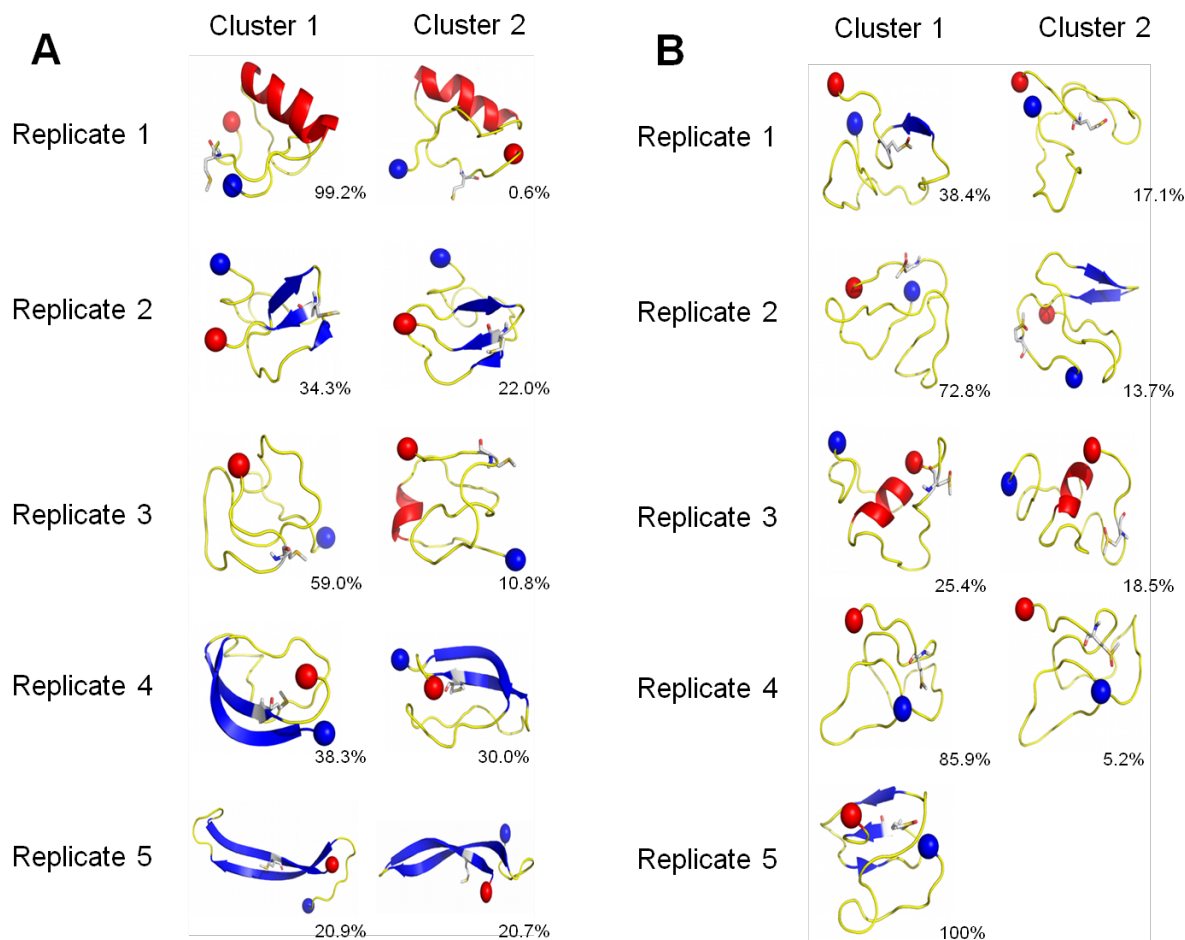 A
Cluster 1
Cluster 2
Replicate 1
99.2%
0.6%
Replicate 2
34.3%
22.0%
Replicate 3
59.0%
10.8%
Replicate 4
38.3%
30.0%
Replicate 5
20.9%
20.7%
B
Cluster 1
Cluster 2
Replicate 1
38.4%
17.1%
Replicate 2
72.8%
13.7%
Replicate 3
25.4%
18.5%
Replicate 4
85.9%
5.2%
Replicate 5
100%